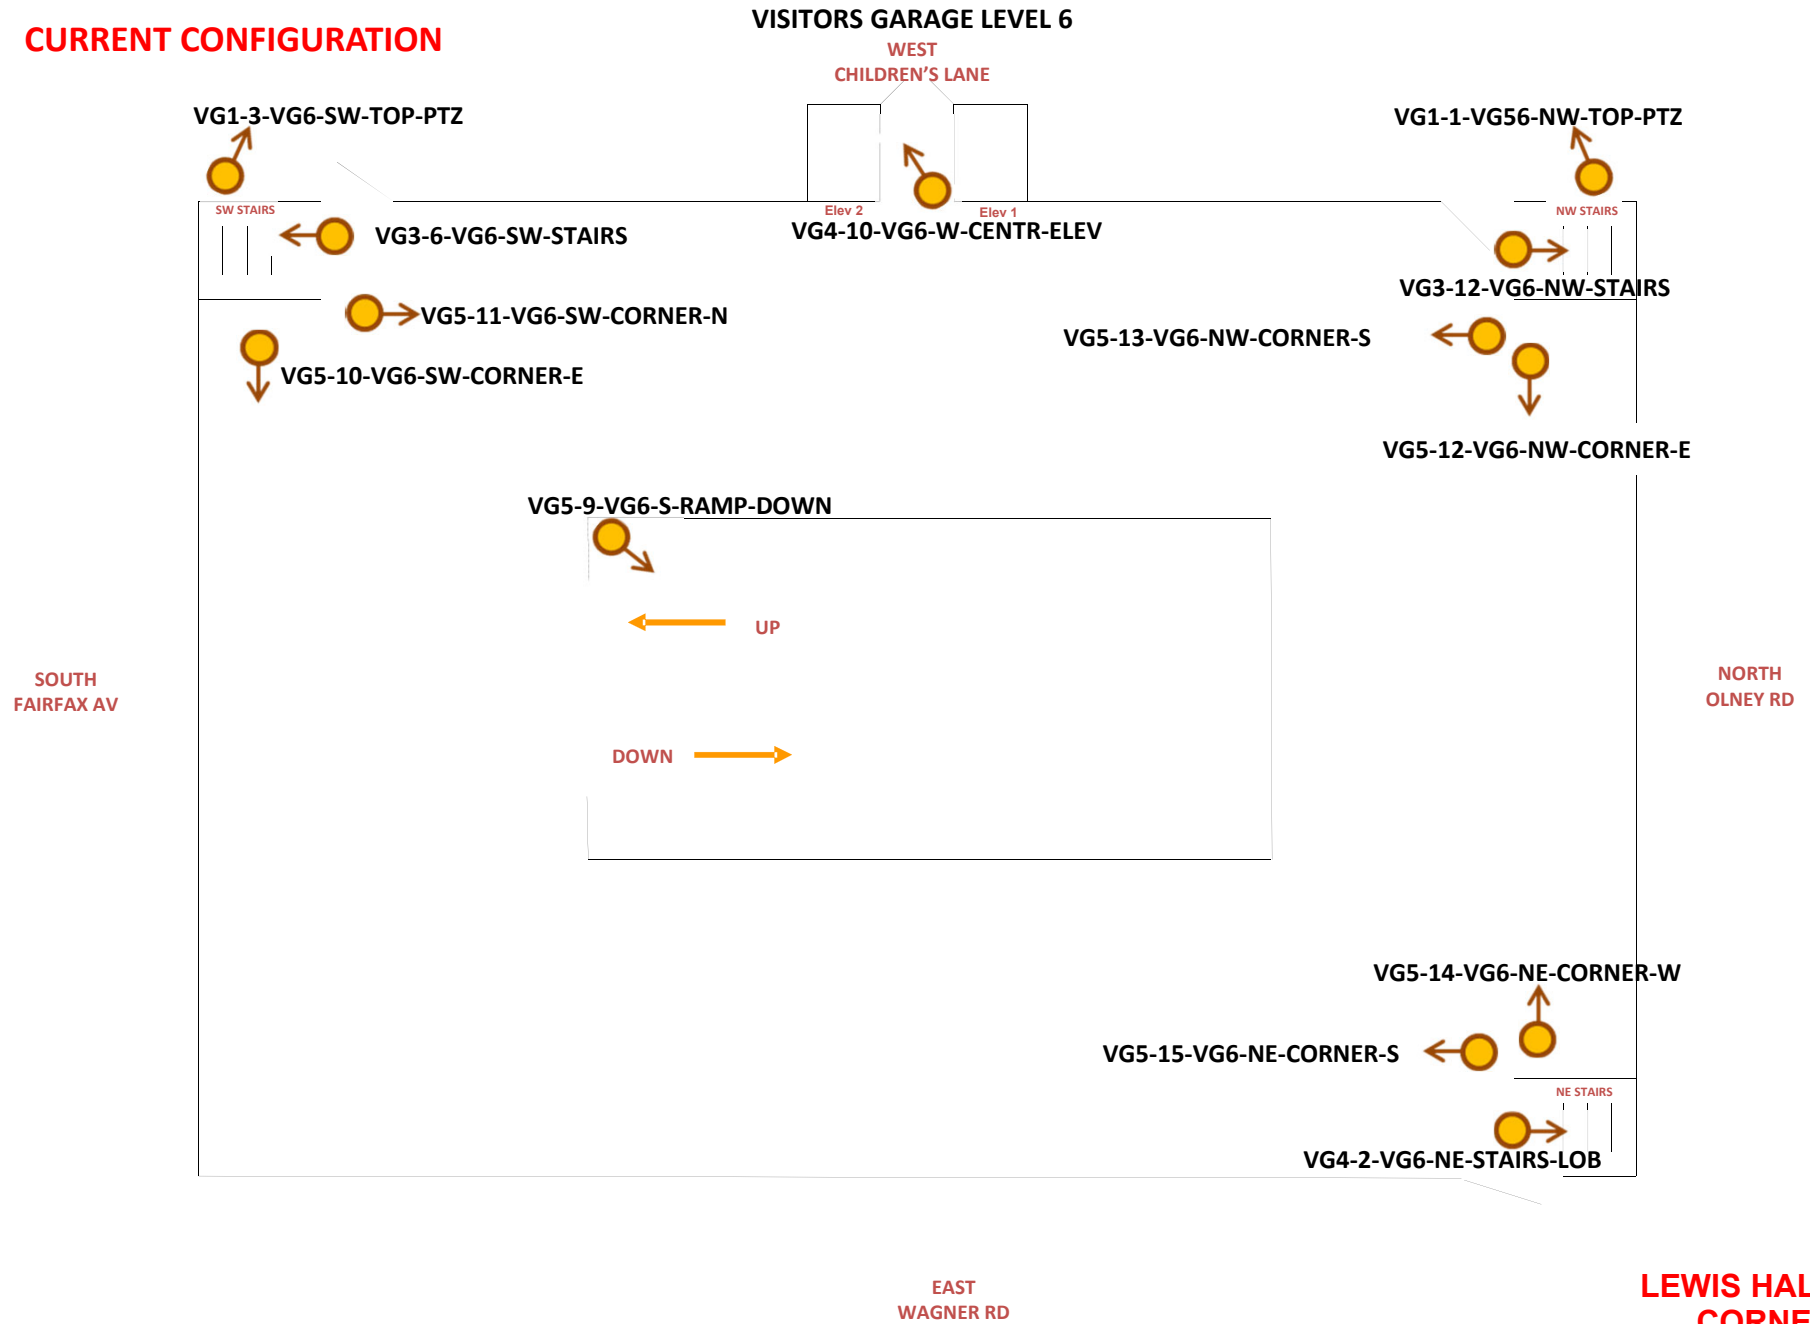 VISITORS GARAGE LEVEL 6
CURRENT CONFIGURATION
WEST
CHILDREN'S LANE
VG1-3-VG6-SW-TOP-PTZ
VG1-1-VG56-NW-TOP-PTZ
SW STAIRS
Elev 2
Elev 1
NW STAIRS
VG3-6-VG6-SW-STAIRS
VG4-10-VG6-W-CENTR-ELEV
VG3-12-VG6-NW-STAIRS
VG5-11-VG6-SW-CORNER-N
VG5-13-VG6-NW-CORNER-S
VG5-10-VG6-SW-CORNER-E
VG5-12-VG6-NW-CORNER-E
VG5-9-VG6-S-RAMP-DOWN
UP
SOUTH
FAIRFAX AV
NORTH
OLNEY RD
DOWN
VG5-14-VG6-NE-CORNER-W
VG5-15-VG6-NE-CORNER-S
NE STAIRS
VG4-2-VG6-NE-STAIRS-LOB
EAST
WAGNER RD
LEWIS HAL
CORNE